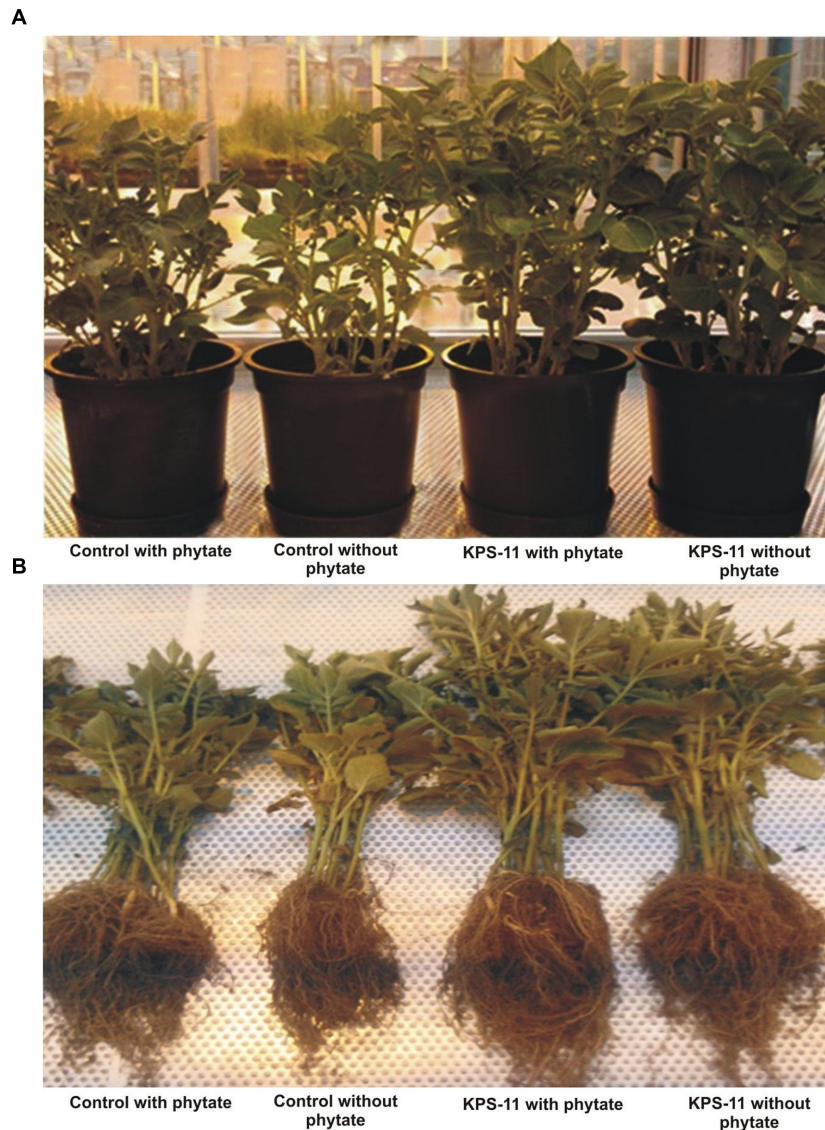 A
Control with phytate
Control without
phytate
KPS-11 with phytate
KPS-11 without
phytate
B
Control with phytate
Control without
phytate
KPS-11 with phytate
KPS-11 without
phytate